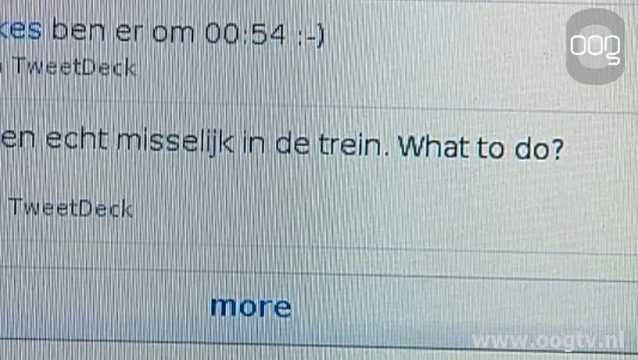 kes ben er om 00:54 :-)
oog
TweetDeck
en echt misselijk in de trein. What to do?
TweetDeck
more
www.oogtv.nl